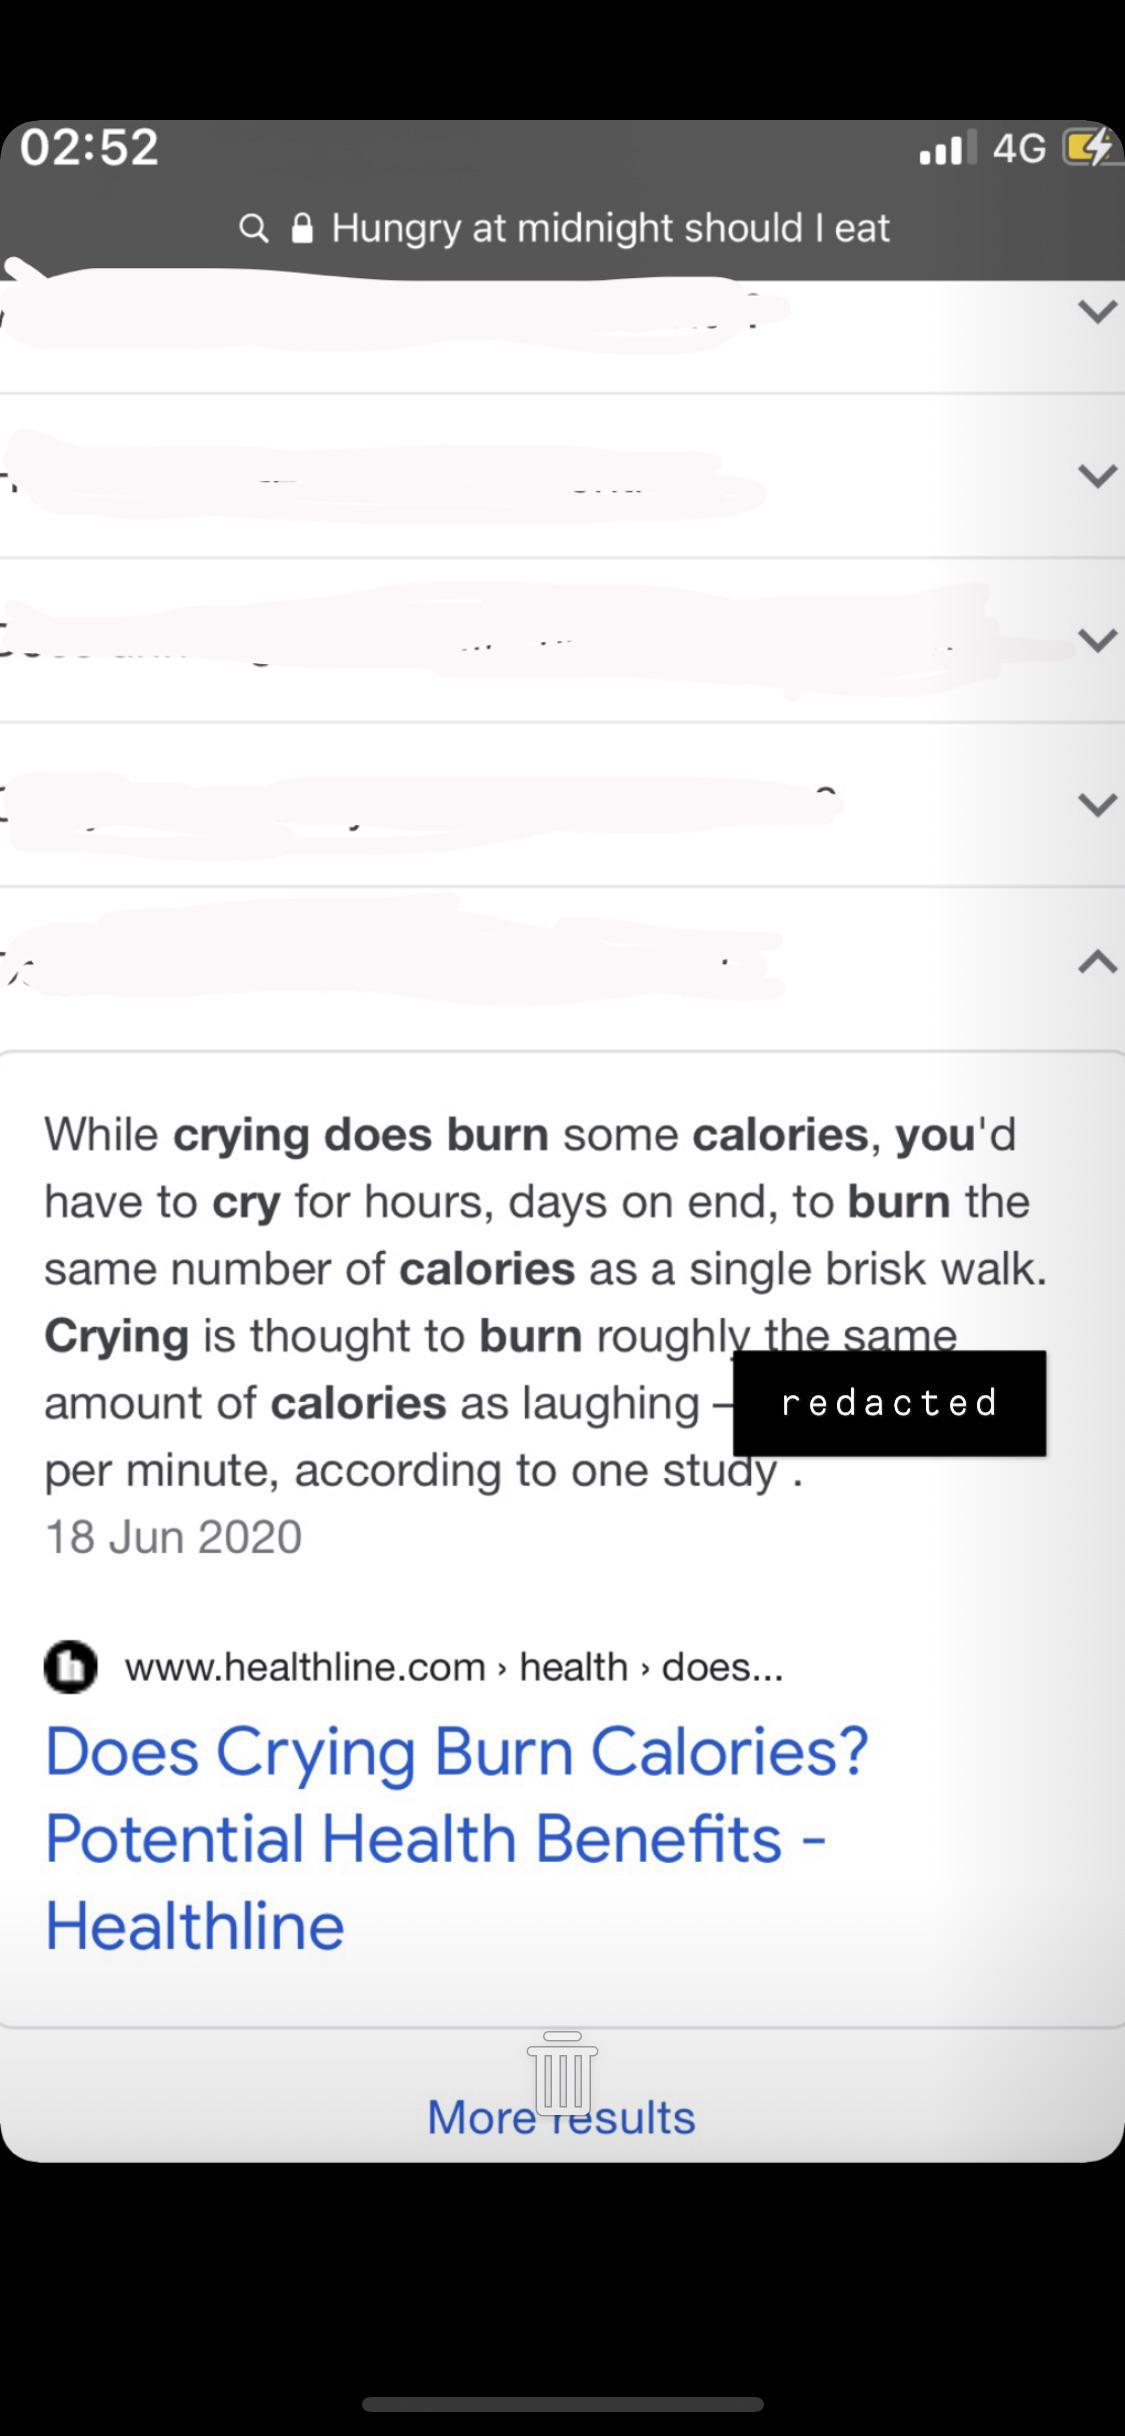 02:52
4G
Hungry at midnight should I eat
While crying does burn some calories, you'd
have to cry for hours, days on end, to burn the
same number of calories as a single brisk walk.
Crying is thought to burn roughly the same
amount of calories as laughing – redacted
per minute, according to one study .
18 Jun 2020
www.healthline.com › health › does...
Does Crying Burn Calories?
Potential Health Benefits -
Healthline
More results